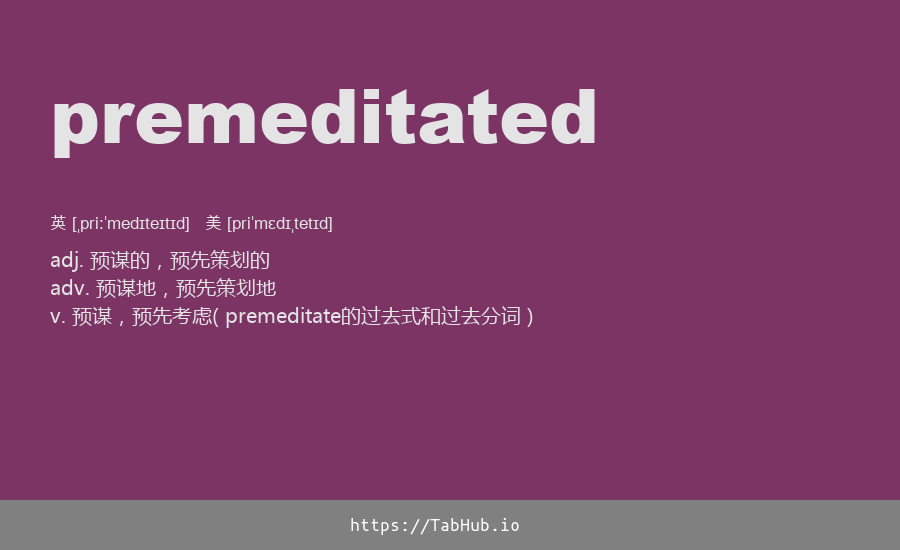 premeditated
英 [ˌpriːˈmedɪteɪtɪd]   美 [priˈmɛdɪˌtetɪd]
adj. 预谋的，预先策划的
adv. 预谋地，预先策划地
v. 预谋，预先考虑( premeditate的过去式和过去分词 )
https://TabHub.io